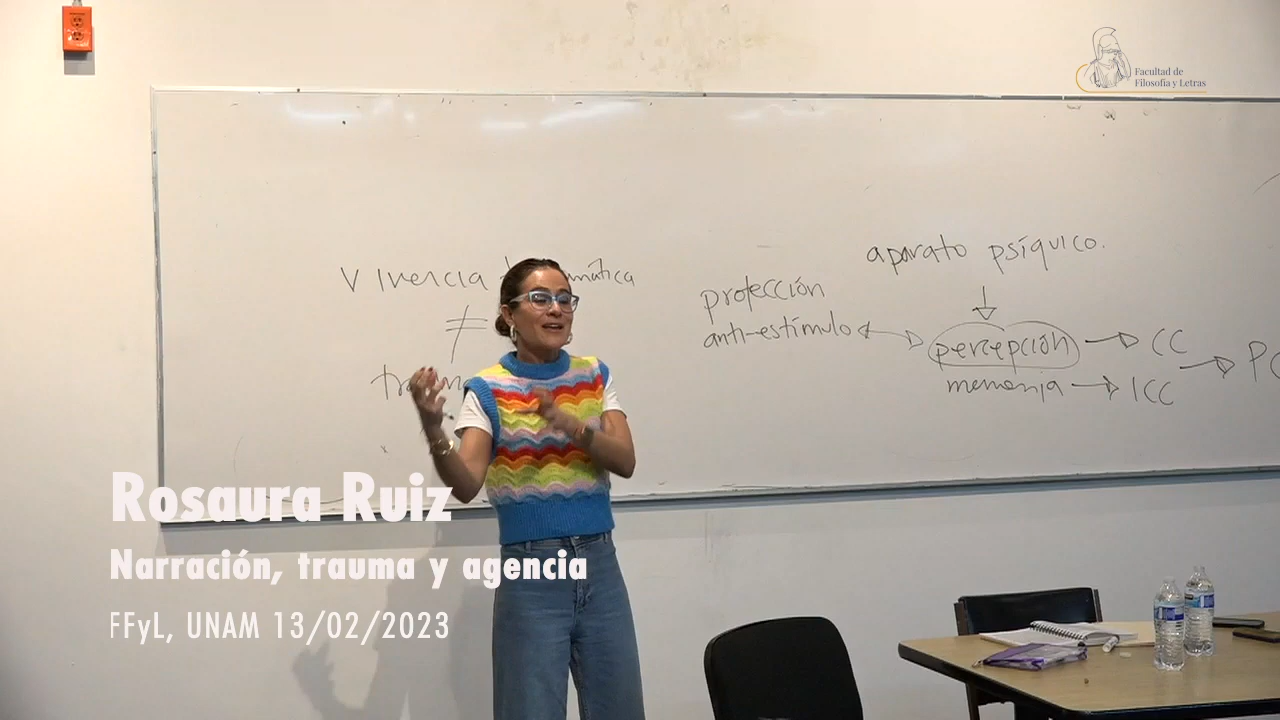 Facultad de
Filosofía y Letras
aparato psíquico.
vivencia
≠
protección
anti-estímulo
percepción
CC
memoria
ICC
Rosaura Ruiz
Narración, trauma y agencia
FFyL, UNAM 13/02/2023